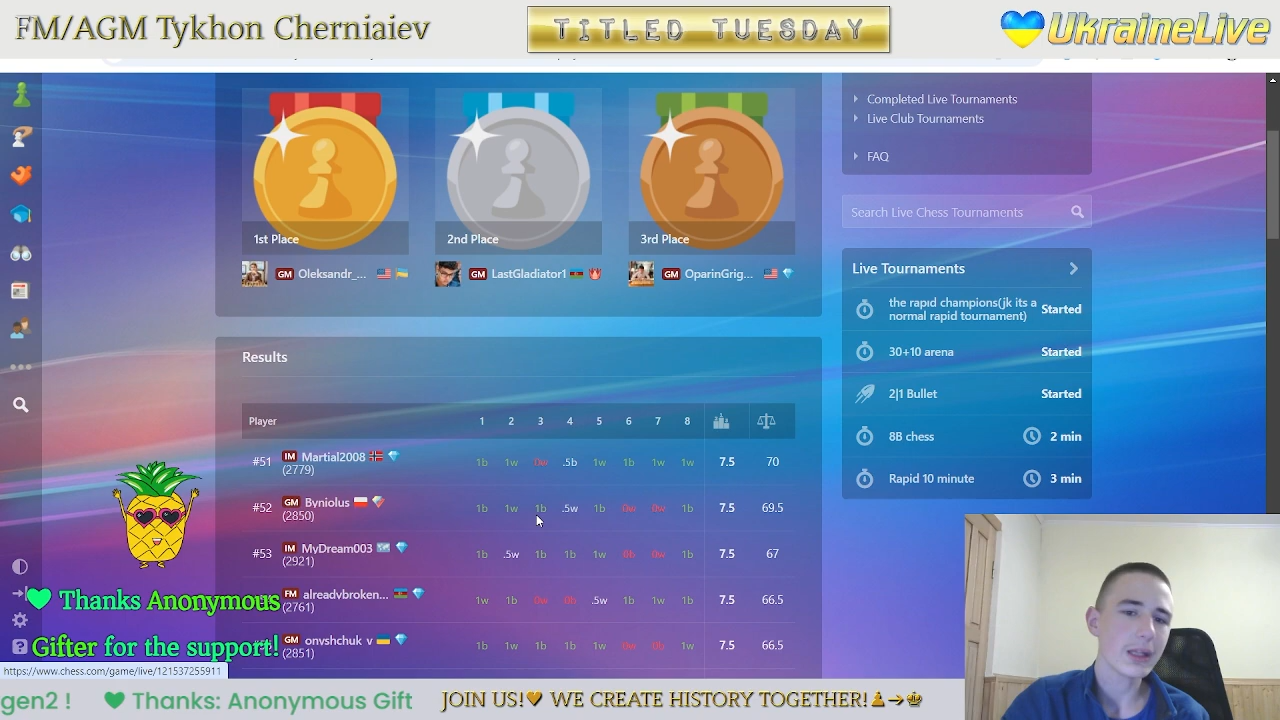 FM/AGM Tykhon Cherniaiev
TITLED TUESDAY
UkraineLive
1st Place
2nd Place
3rd Place
GM Oleksandr_...
GM LastGladiator1
GM OparinGrig...
Completed Live Tournaments
Live Club Tournaments
FAQ
Search Live Chess Tournaments
Live Tournaments
the rapid champions(jk its a
normal rapid tournament) Started
30+10 arena Started
2|1 Bullet Started
8B chess 2 min
Rapid 10 minute 3 min
Results
Player 1 2 3 4 5 6 7 8
#51 IM Martial2008 1b 1w 0w .5b 1w 1b 1w 1w 7.5 70
(2779)
#52 GM Byniolus 1b 1w 1b .5w 1b 0w 0w 1b 7.5 69.5
(2850)
#53 IM MyDream003 1b .5w 1b 1b 1w 0b 0w 1b 7.5 67
(2921)
FM alreadvbroken... 1w 1b 0w 0b .5w 1b 1w 1b 7.5 66.5
(2761)
GM onyshchuk_v 1b 1w 1b 1b 1w 0w 0b 1w 7.5 66.5
(2851)
Thanks Anonymous
Gifter for the support!
https://www.chess.com/game/live/121537255911
gen2 ! Thanks: Anonymous Gift
JOIN US! WE CREATE HISTORY TOGETHER!